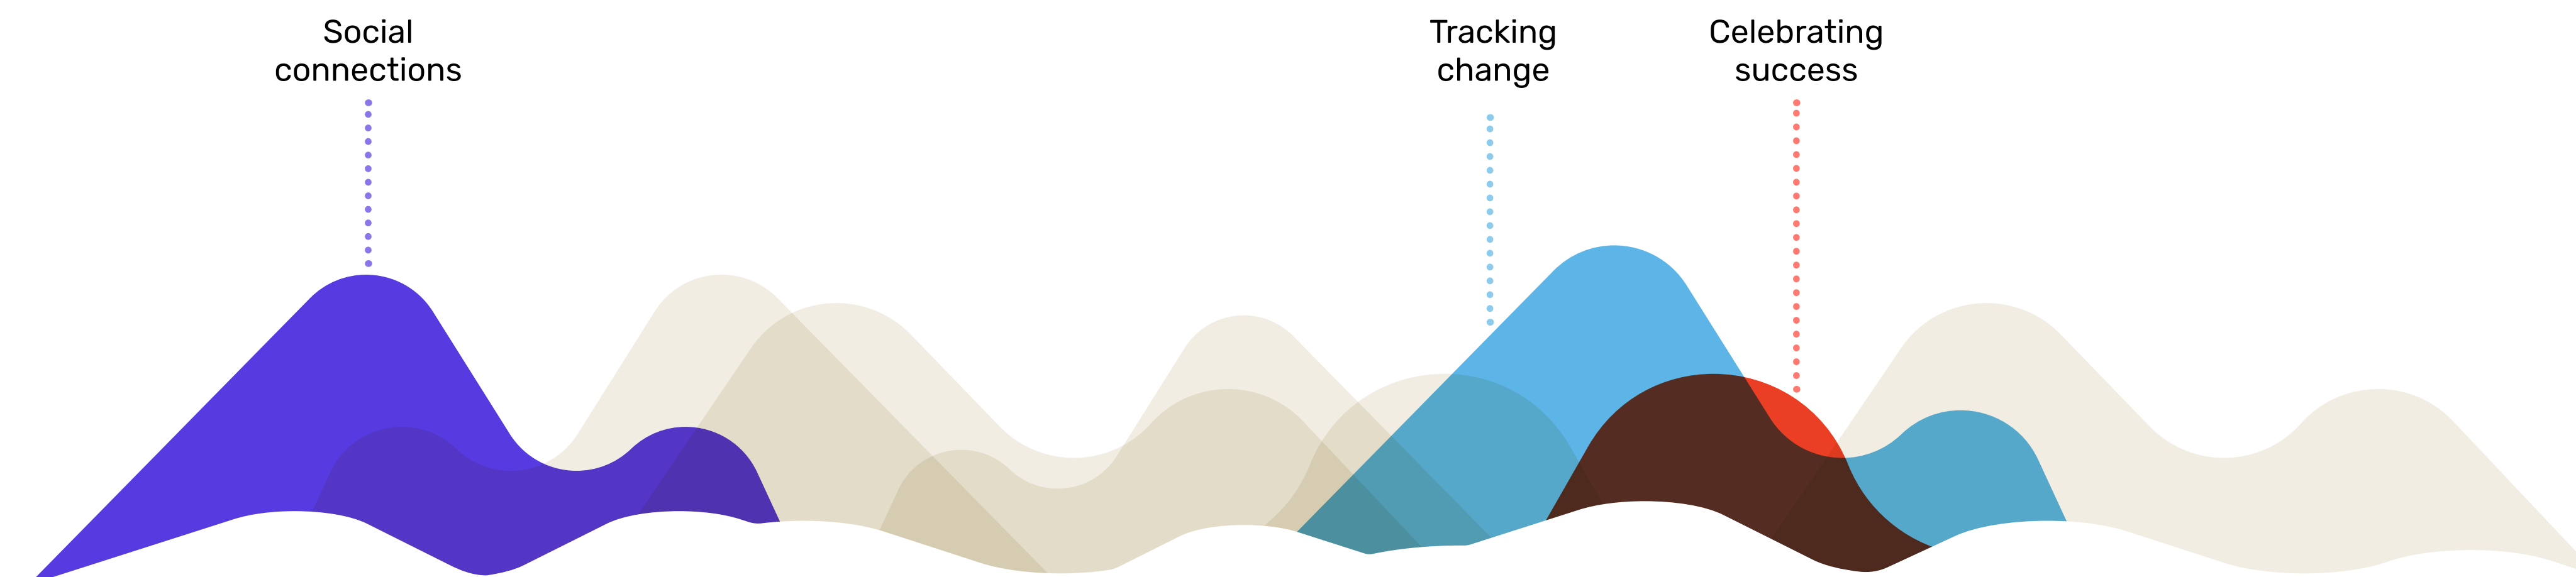 Social
connections
Tracking
change
Celebrating
success